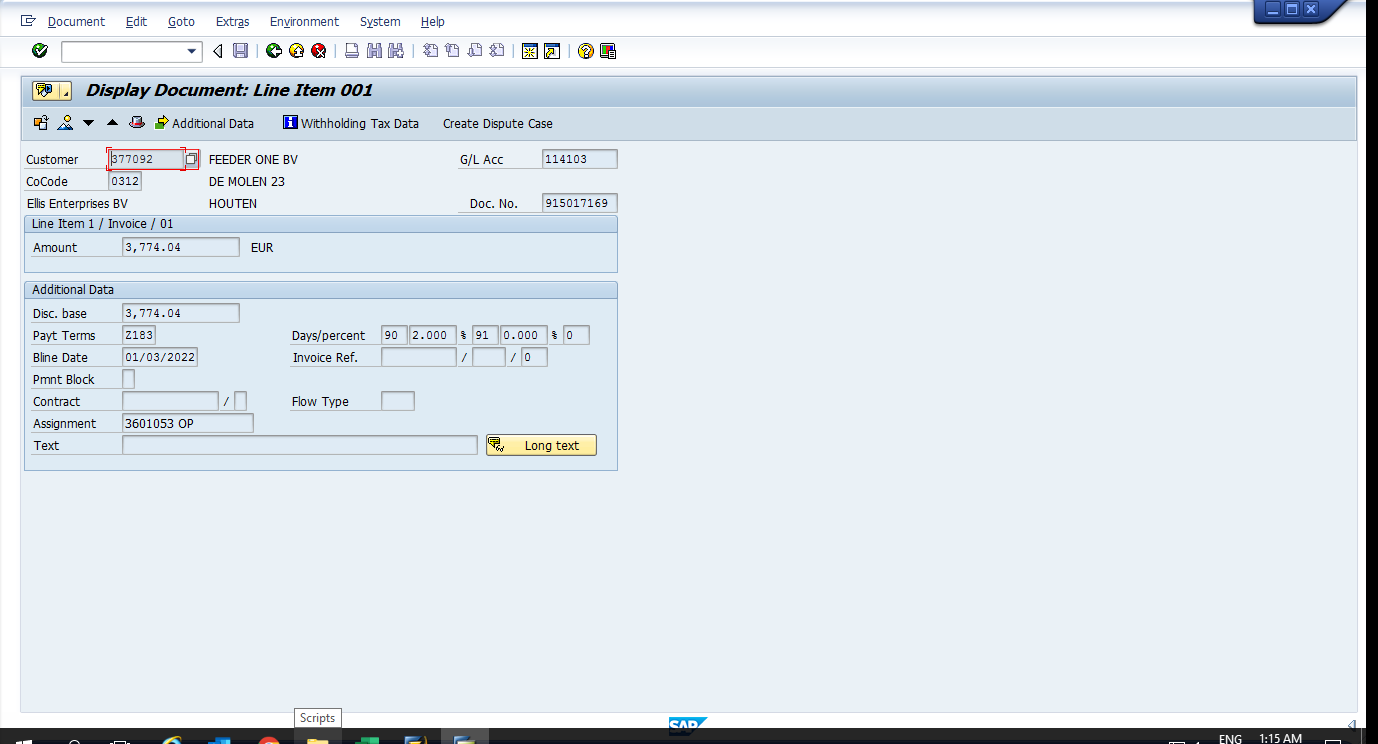 Document Edit Goto Extras Environment System Help
Display Document: Line Item 001
Additional Data Withholding Tax Data Create Dispute Case
Customer 377092 FEEDER ONE BV G/L Acc 114103
CoCode 0312 DE MOLEN 23
Ellis Enterprises BV HOUTEN Doc. No. 915017169
Line Item 1 / Invoice / 01
Amount 3,774.04 EUR
Additional Data
Disc. base 3,774.04
Payt Terms Z183 Days/percent 90 2.000 % 91 0.000 % 0
Bline Date 01/03/2022 Invoice Ref. / / 0
Pmnt Block
Contract / Flow Type
Assignment 3601053 OP
Text Long text
Scripts
SAP
ENG 1:15 AM